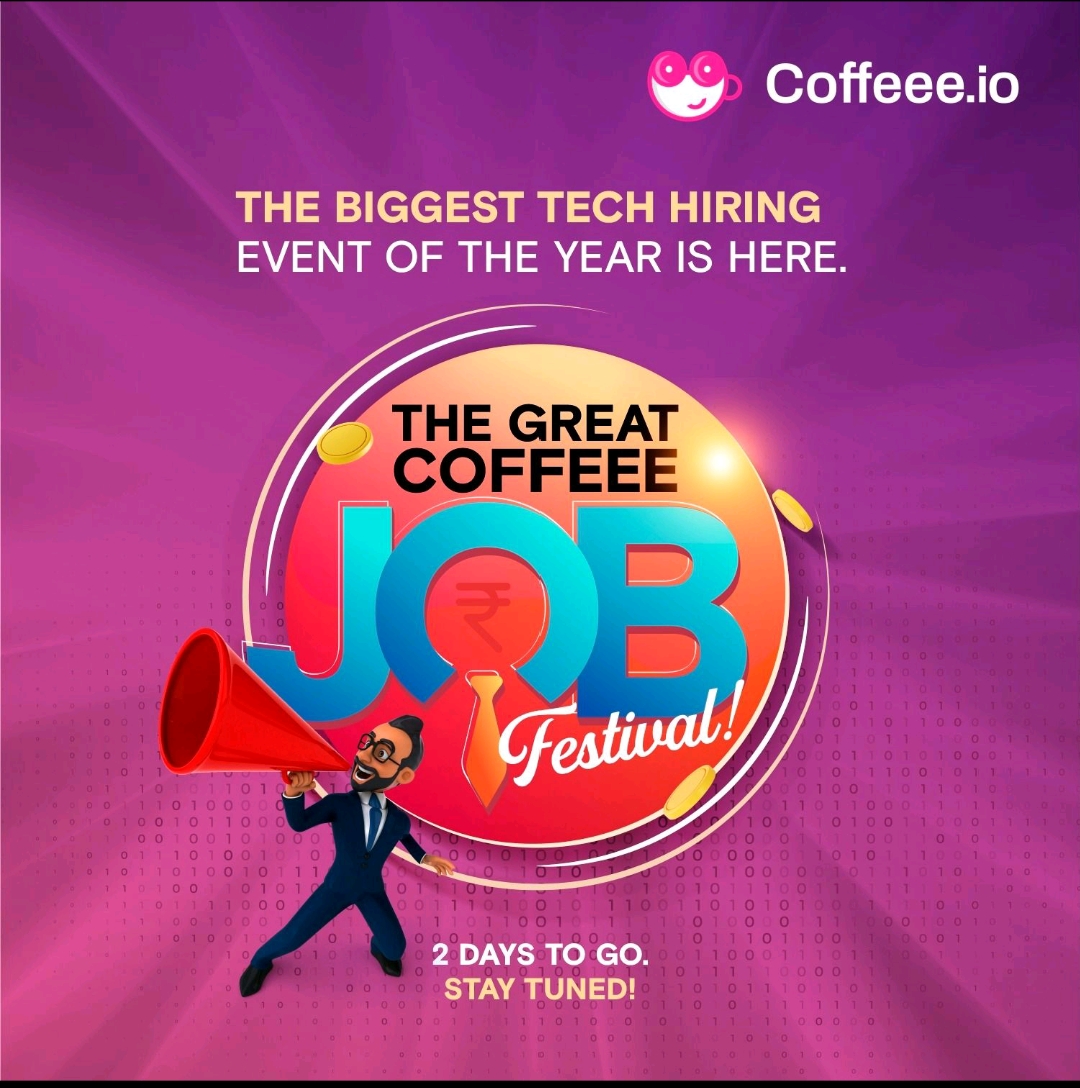 Coffeee.io
THE BIGGEST TECH HIRING
EVENT OF THE YEAR IS HERE.
THE GREAT
COFFEEE
JOB
₹
Festival!
2 DAYS TO GO.
STAY TUNED!